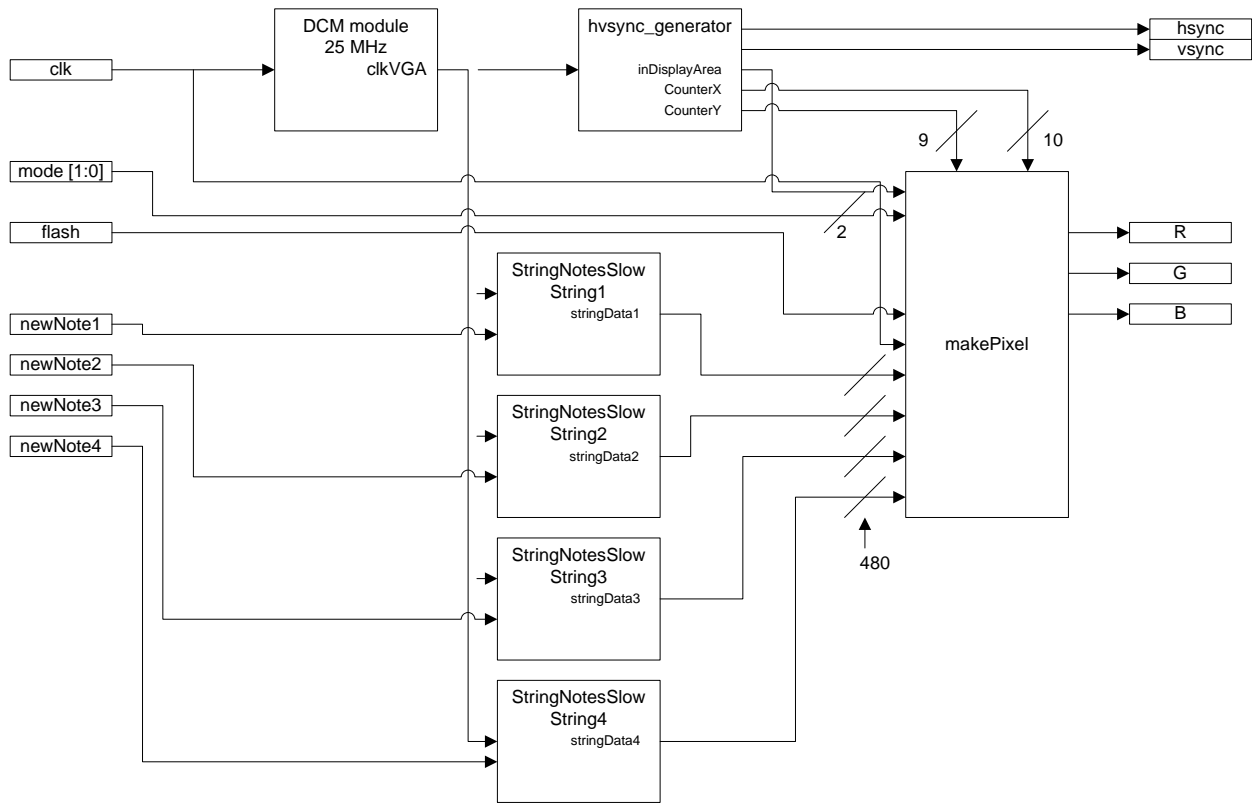 DCM module
25 MHz
clkVGA
hvsync_generator
inDisplayArea
CounterX
CounterY
hsync
vsync
clk
mode [1:0]
flash
newNote1
newNote2
newNote3
newNote4
9
10
2
StringNotesSlow
String1
stringData1
StringNotesSlow
String2
stringData2
StringNotesSlow
String3
stringData3
StringNotesSlow
String4
stringData4
480
makePixel
R
G
B